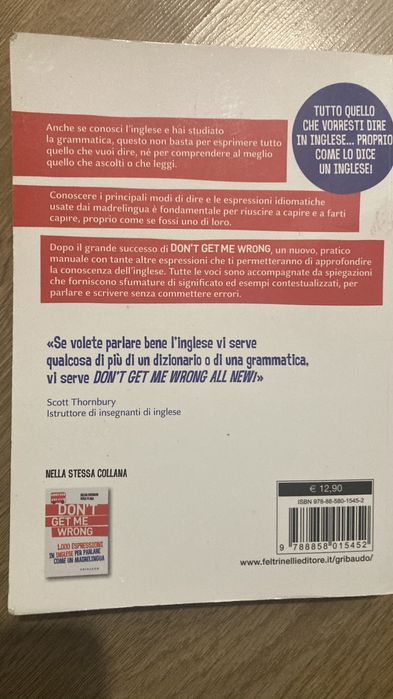 TUTTO QUELLO
CHE VORRESTI DIRE
IN INGLESE... PROPRIO
COME LO DICE
UN INGLESE!
Anche se conosci l'inglese e hai studiato
la grammatica, questo non basta per esprimere tutto
quello che vuoi dire, né per comprendere al meglio
quello che ascolti o che leggi.
Conoscere i principali modi di dire e le espressioni idiomatiche
usate dai madrelingua è fondamentale per riuscire a capire e a farti
capire, proprio come se fossi uno di loro.
Dopo il grande successo di DON'T GET ME WRONG, un nuovo, pratico
manuale con tante altre espressioni che ti permetteranno di approfondire
la conoscenza dell'inglese. Tutte le voci sono accompagnate da spiegazioni
che forniscono sfumature di significato ed esempi contestualizzati, per
parlare e scrivere senza commettere errori.
«Se volete parlare bene l'inglese vi serve
qualcosa di più di un dizionario o di una grammatica,
vi serve DON'T GET ME WRONG ALL NEW!»
Scott Thornbury
Istruttore di insegnanti di inglese
NELLA STESSA COLLANA
DON'T
GET ME
WRONG
1.000 ESPRESSIONI
IN INGLESE PER PARLARE
COME UN MADRELINGUA
GRIBAUDO
€ 12,90
ISBN 978-88-580-1545-2
9 788858 015452
www.feltrinellieditore.it/gribaudo/